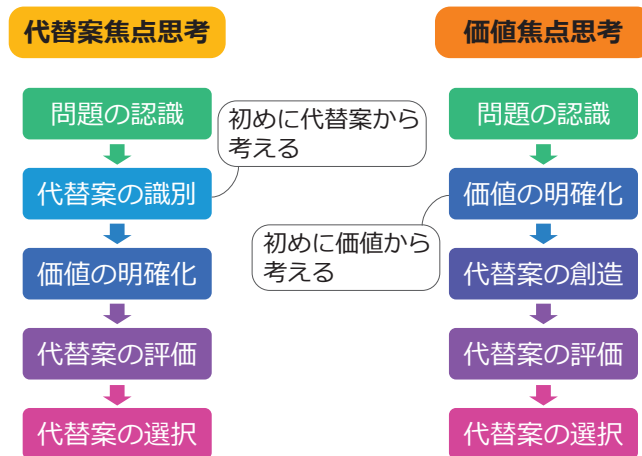 代替案焦点思考
問題の認識
代替案の識別
価値の明確化
代替案の評価
代替案の選択
初めに代替案から
考える
価値焦点思考
問題の認識
価値の明確化
代替案の創造
代替案の評価
代替案の選択
初めに価値から
考える